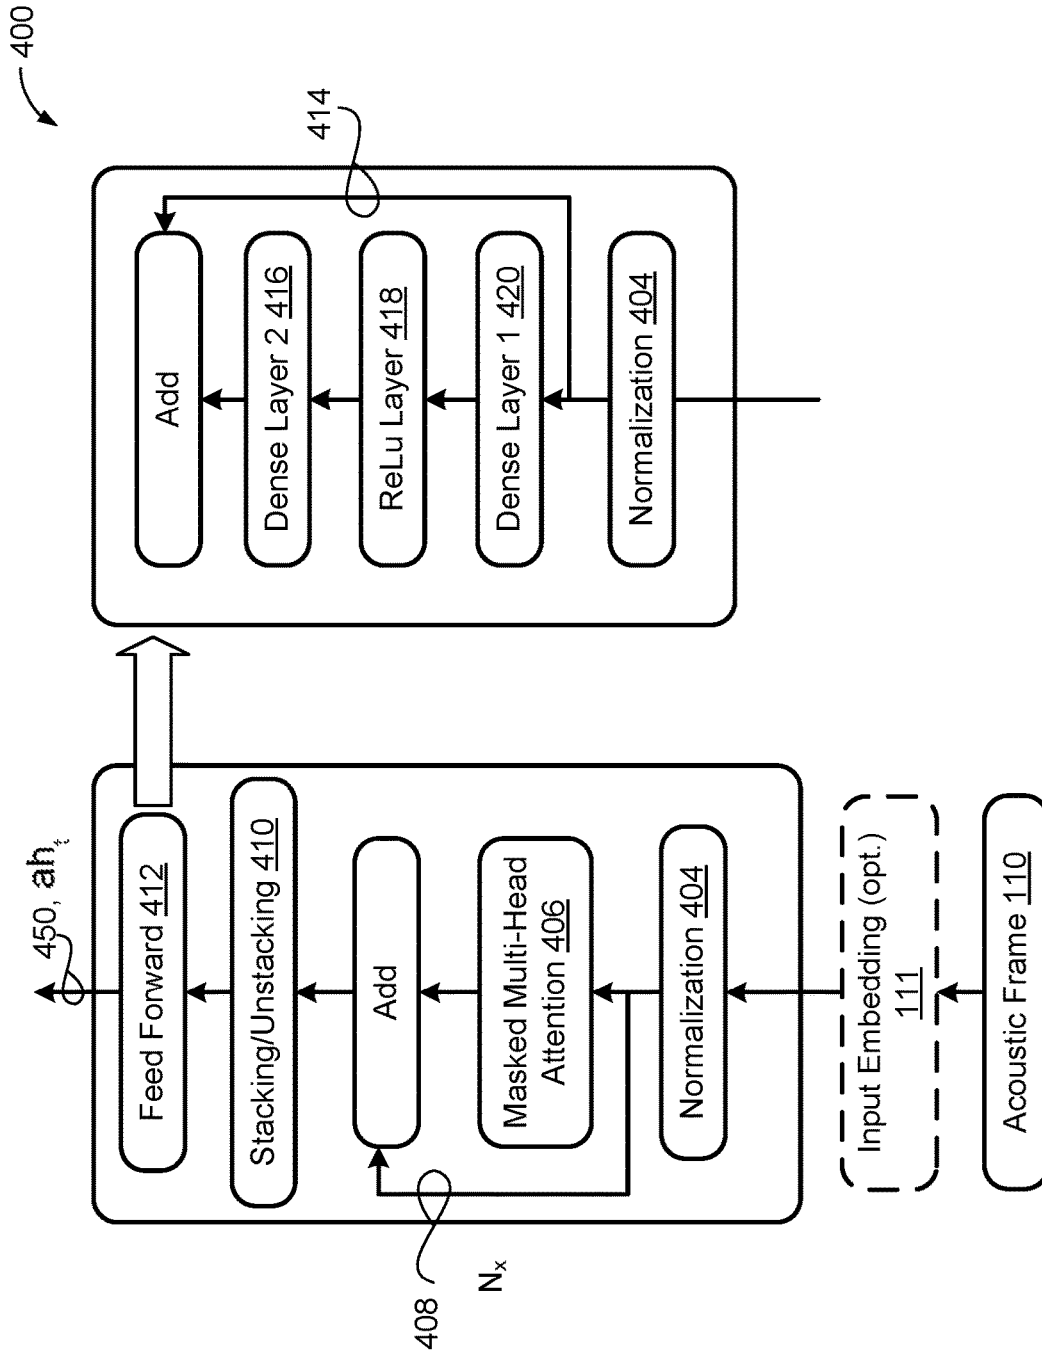 400
450, ah_t
Feed Forward 412
Stacking/Unstacking 410
Add
Masked Multi-Head
Attention 406
Normalization 404
408
N_x
Input Embedding (opt.)
111
Acoustic Frame 110
414
Add
Dense Layer 2 416
ReLu Layer 418
Dense Layer 1 420
Normalization 404